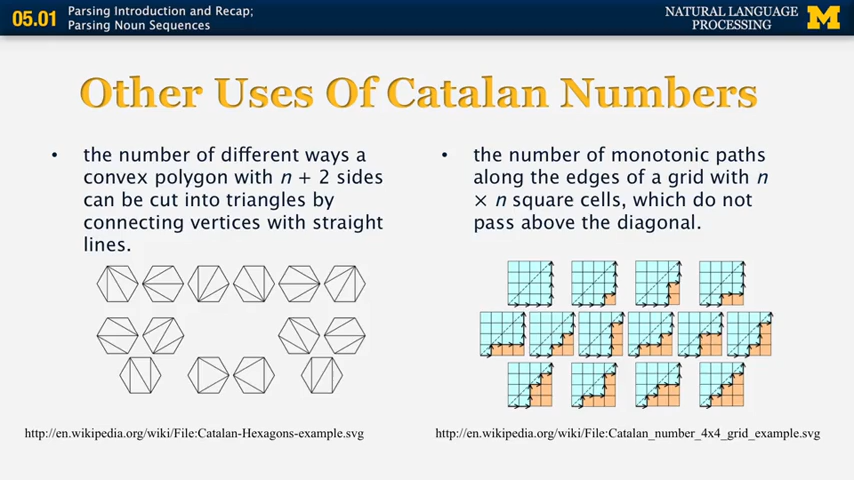 05.01
Parsing Introduction and Recap;
Parsing Noun Sequences
NATURAL LANGUAGE
PROCESSING
M
Other Uses Of Catalan Numbers
• the number of different ways a
convex polygon with n + 2 sides
can be cut into triangles by
connecting vertices with straight
lines.
• the number of monotonic paths
along the edges of a grid with n
× n square cells, which do not
pass above the diagonal.
http://en.wikipedia.org/wiki/File:Catalan-Hexagons-example.svg
http://en.wikipedia.org/wiki/File:Catalan_number_4x4_grid_example.svg